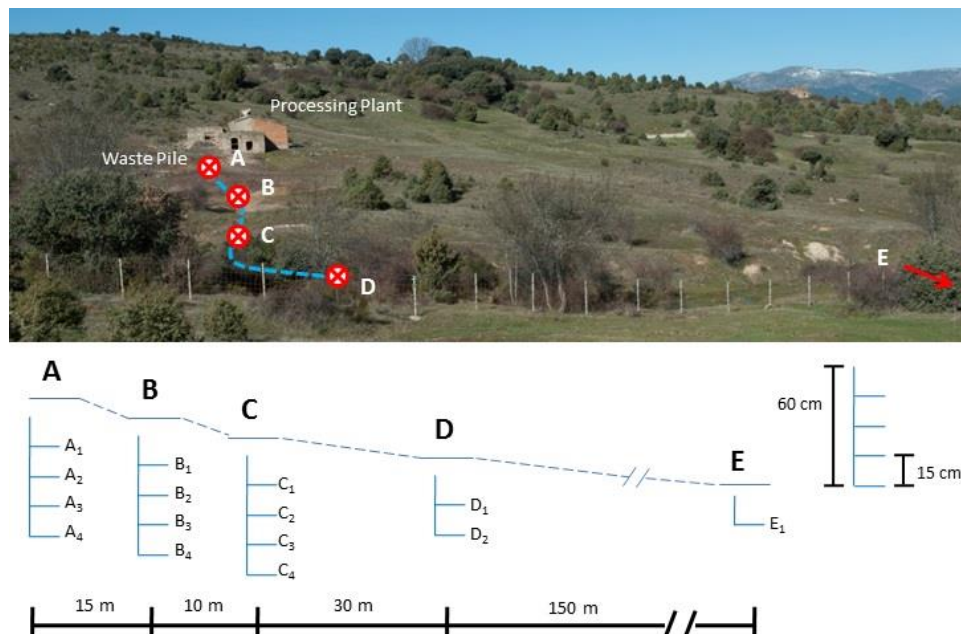 Processing Plant
Waste Pile
A
B
C
D
E
A
B
C
D
E
60 cm
15 cm
A₁
A₂
A₃
A₄
B₁
B₂
B₃
B₄
C₁
C₂
C₃
C₄
D₁
D₂
E₁
15 m
10 m
30 m
150 m